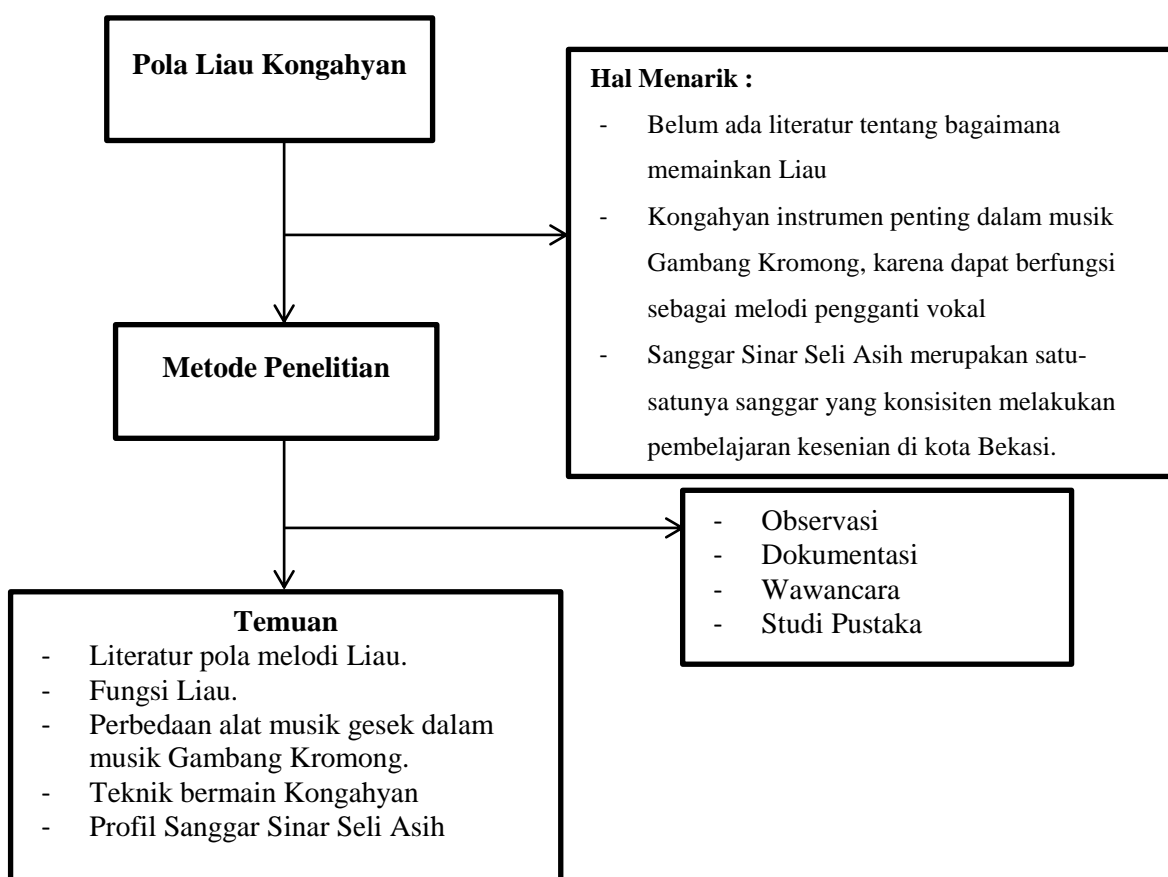 Pola Liau Kongahyan
Hal Menarik :
- Belum ada literatur tentang bagaimana
memainkan Liau
- Kongahyan instrumen penting dalam musik
Gambang Kromong, karena dapat berfungsi
sebagai melodi pengganti vokal
- Sanggar Sinar Seli Asih merupakan satu-
satunya sanggar yang konsisiten melakukan
pembelajaran kesenian di kota Bekasi.
Metode Penelitian
- Observasi
- Dokumentasi
- Wawancara
- Studi Pustaka
Temuan
- Literatur pola melodi Liau.
- Fungsi Liau.
- Perbedaan alat musik gesek dalam
musik Gambang Kromong.
- Teknik bermain Kongahyan
- Profil Sanggar Sinar Seli Asih